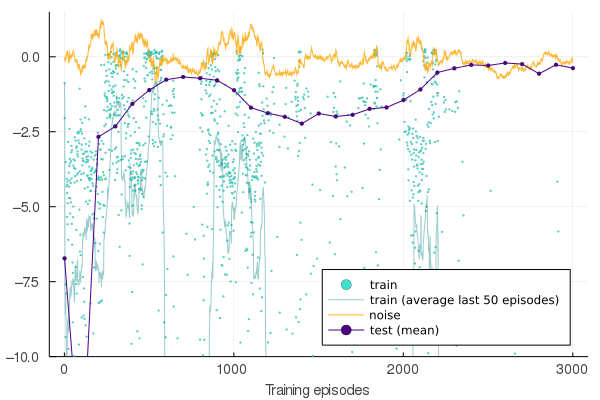 0.0
−2.5
−5.0
−7.5
−10.0
train
train (average last 50 episodes)
noise
test (mean)
0
1000
2000
3000
Training episodes